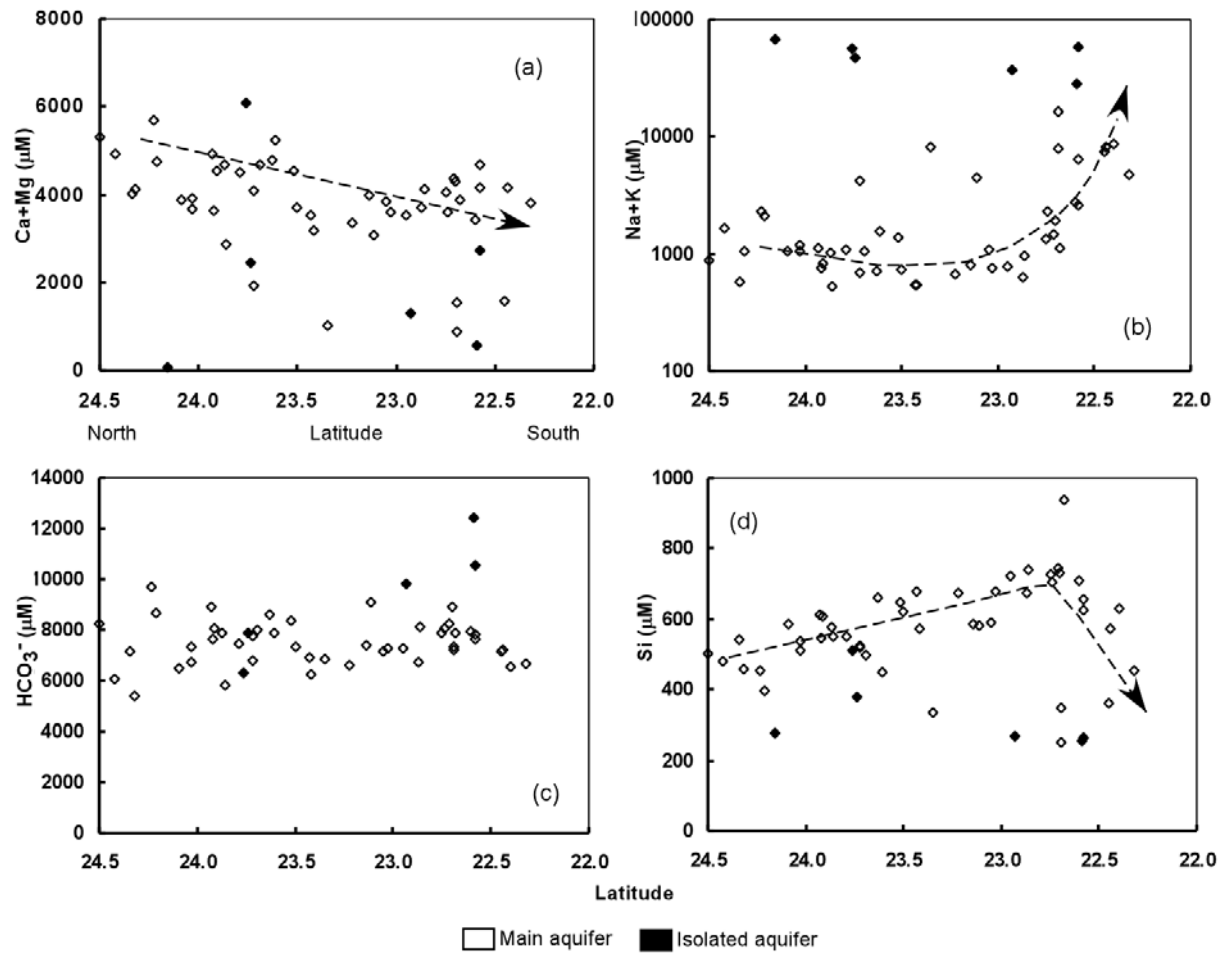 8000
6000
4000
2000
0
Ca+Mg (μM)
(a)
24.5 24.0 23.5 23.0 22.5 22.0
North Latitude South
100000
10000
1000
100
Na+K (μM)
(b)
24.5 24.0 23.5 23.0 22.5 22.0
14000
12000
10000
8000
6000
4000
2000
0
HCO3⁻ (μM)
(c)
24.5 24.0 23.5 23.0 22.5 22.0
1000
800
600
400
200
0
Si (μM)
(d)
24.5 24.0 23.5 23.0 22.5 22.0
Latitude
Main aquifer Isolated aquifer